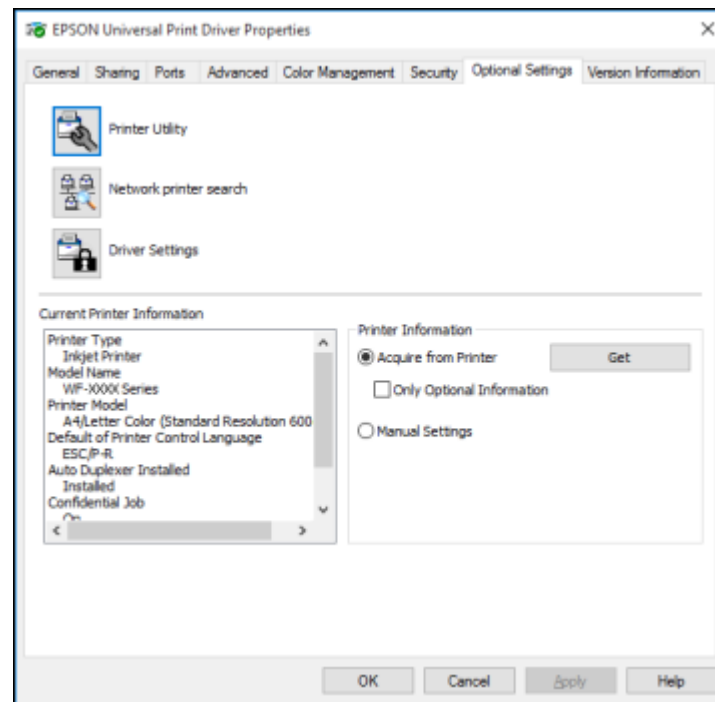 EPSON Universal Print Driver Properties
General Sharing Ports Advanced Color Management Security Optional Settings Version Information
Printer Utility
Network printer search
Driver Settings
Current Printer Information
Printer Type
Inkjet Printer
Model Name
WF-XXXX Series
Printer Model
A4/Letter Color (Standard Resolution 600
Default of Printer Control Language
ESC/P-R
Auto Duplexer Installed
Installed
Confidential Job
On
Printer Information
Acquire from Printer Get
Only Optional Information
Manual Settings
OK Cancel Apply Help